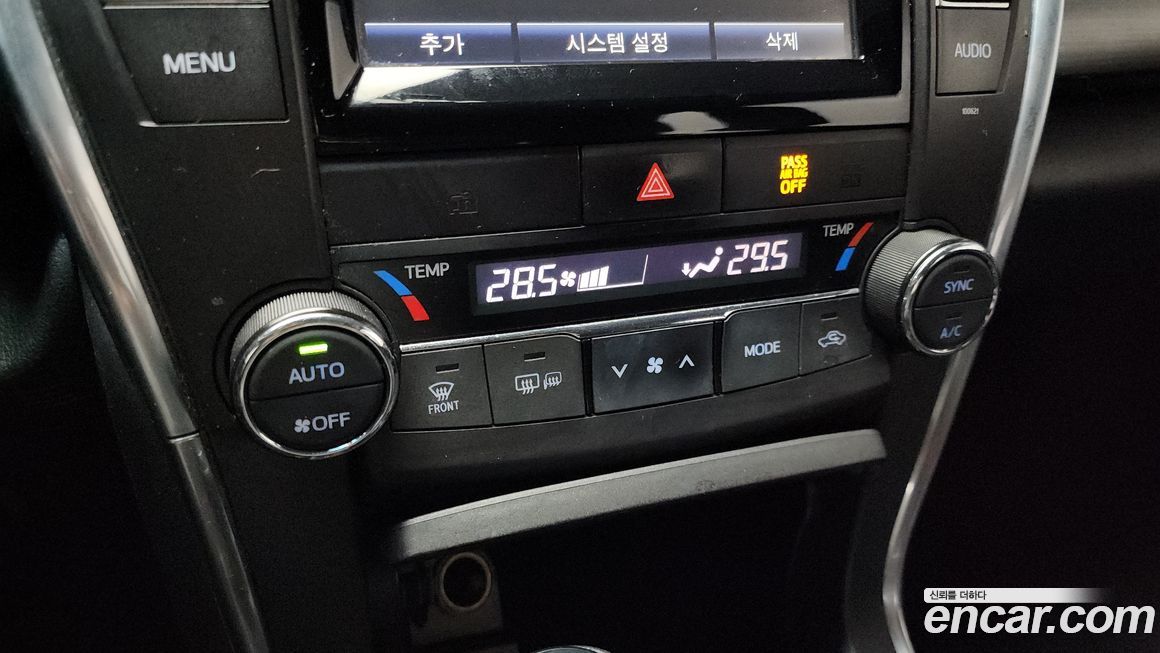 추가
시스템 설정
삭제
MENU
AUDIO
100621
PASS
AIR BAG
OFF
TEMP
28.5
29.5
TEMP
AUTO
OFF
FRONT
MODE
SYNC
A/C
신뢰를 더하다
encar.com